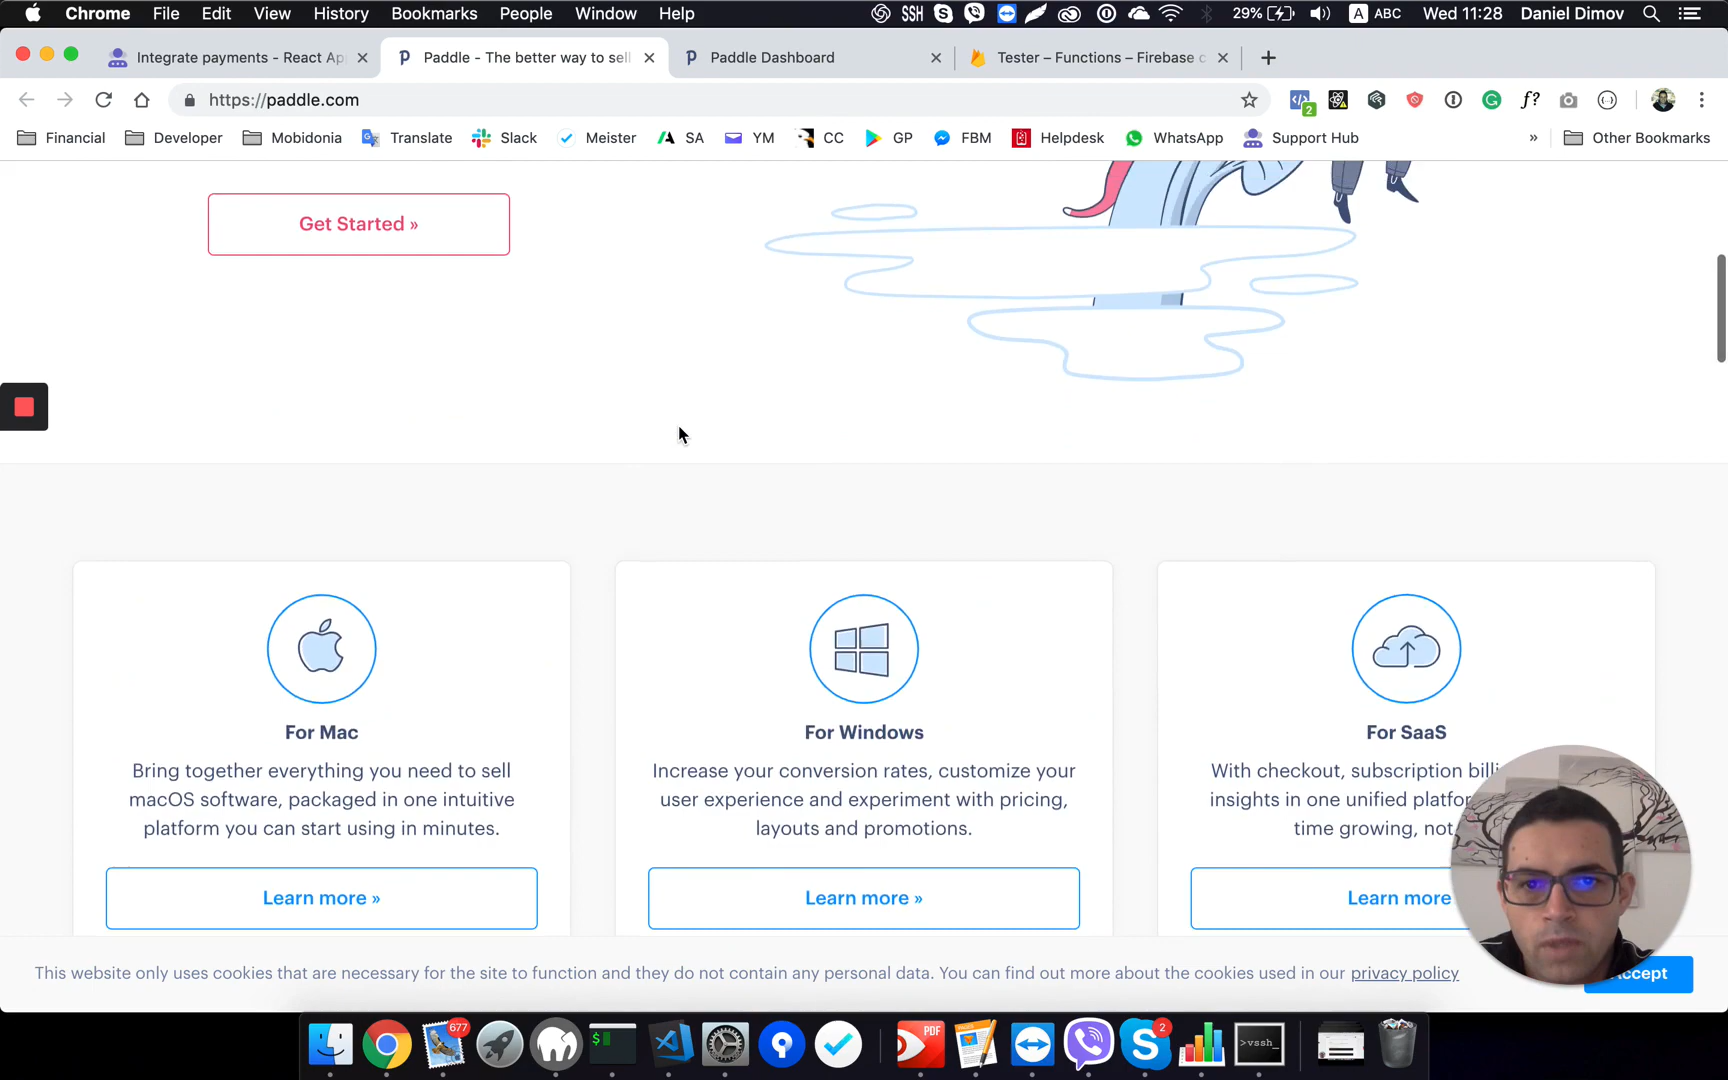 Chrome File Edit View History Bookmarks People Window Help SSH 29% A ABC Wed 11:28 Daniel Dimov
Integrate payments - React Ap
Paddle - The better way to sell
Paddle Dashboard
Tester – Functions – Firebase c
https://paddle.com
2
f?
Financial Developer Mobidonia Translate Slack Meister SA YM CC GP FBM Helpdesk WhatsApp Support Hub » Other Bookmarks
Get Started »
For Mac
Bring together everything you need to sell
macOS software, packaged in one intuitive
platform you can start using in minutes.
Learn more »
For Windows
Increase your conversion rates, customize your
user experience and experiment with pricing,
layouts and promotions.
Learn more »
For SaaS
With checkout, subscription
insights in one unified
time growing, not
Learn more
This website only uses cookies that are necessary for the site to function and they do not contain any personal data. You can find out more about the cookies used in our privacy policy
677
$
PDF
2
S
>vssh_